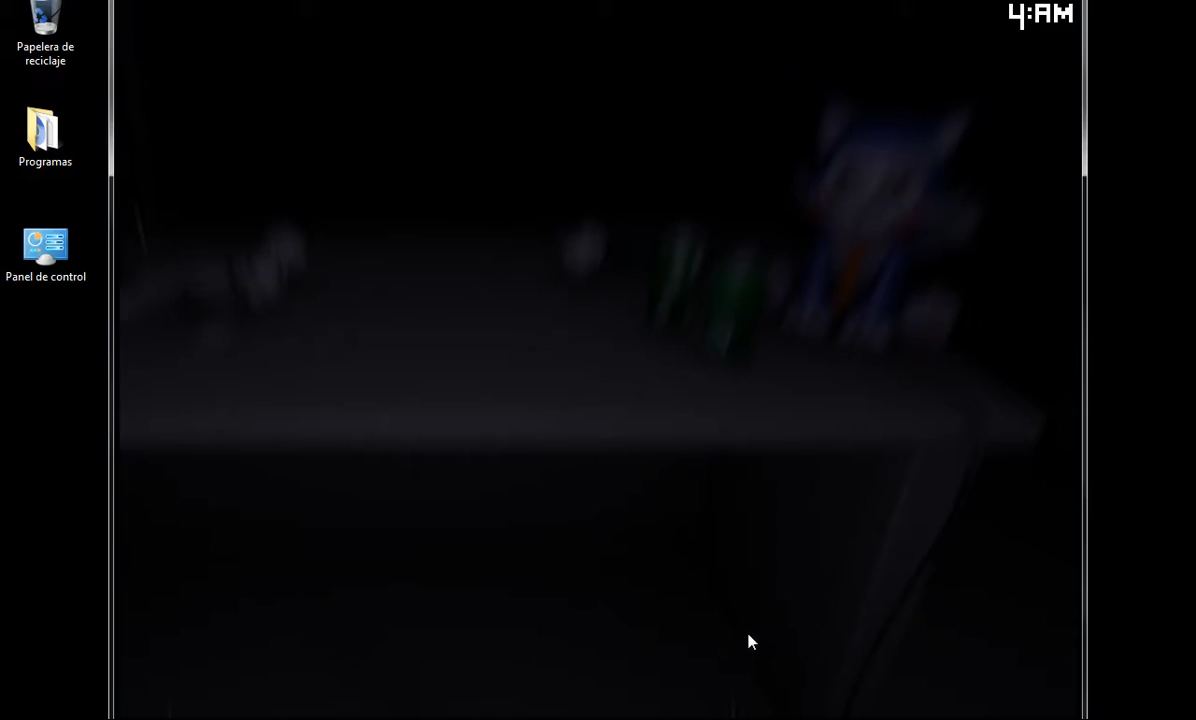 4:AM
Papelera de
reciclaje
Programas
Panel de control